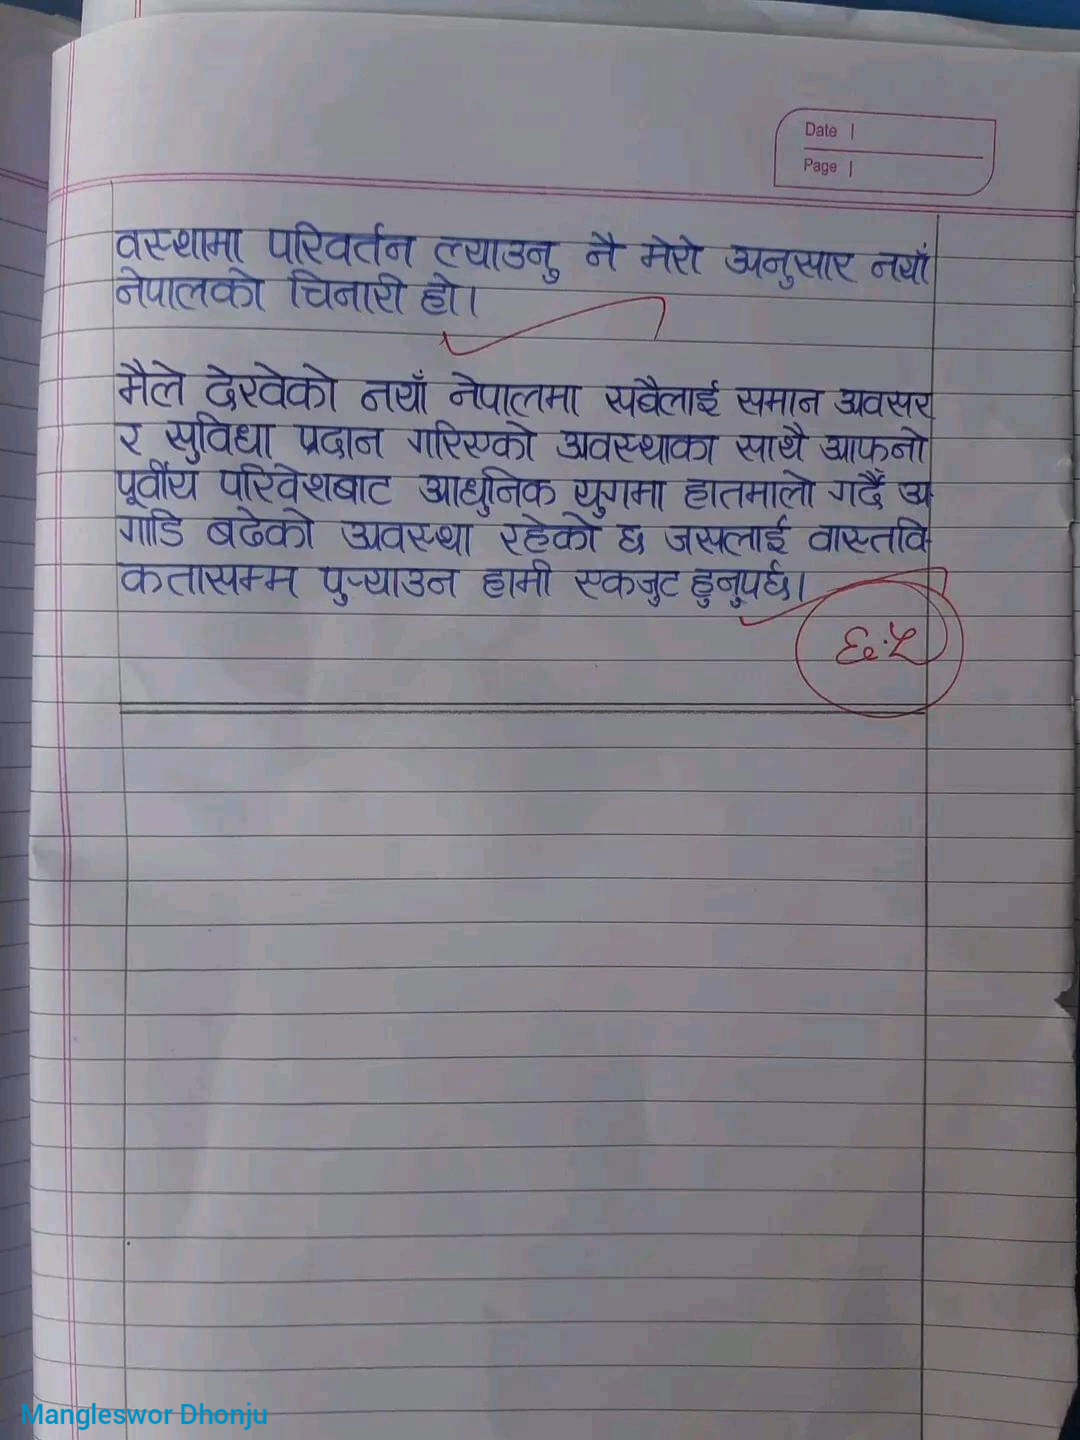 Date |
Page |
वस्थामा परिवर्तन ल्याउनु नै मेरो अनुसार नयाँ
नेपालको चिनारी हो।
मैले देखेको नयाँ नेपालमा सबैलाई समान अवसर
र सुविधा प्रदान गरिएको अवस्थाका साथै आफनो
पूर्वीय परिवेशबाट आधुनिक युगमा हातमालो गर्दै अ
गाडि बढेको अवस्था रहेको छ जसलाई वास्तवि
कतासम्म पुऱ्याउन हामी एकजुट हुनुपर्छ।
६.५
Mangleswor Dhonju